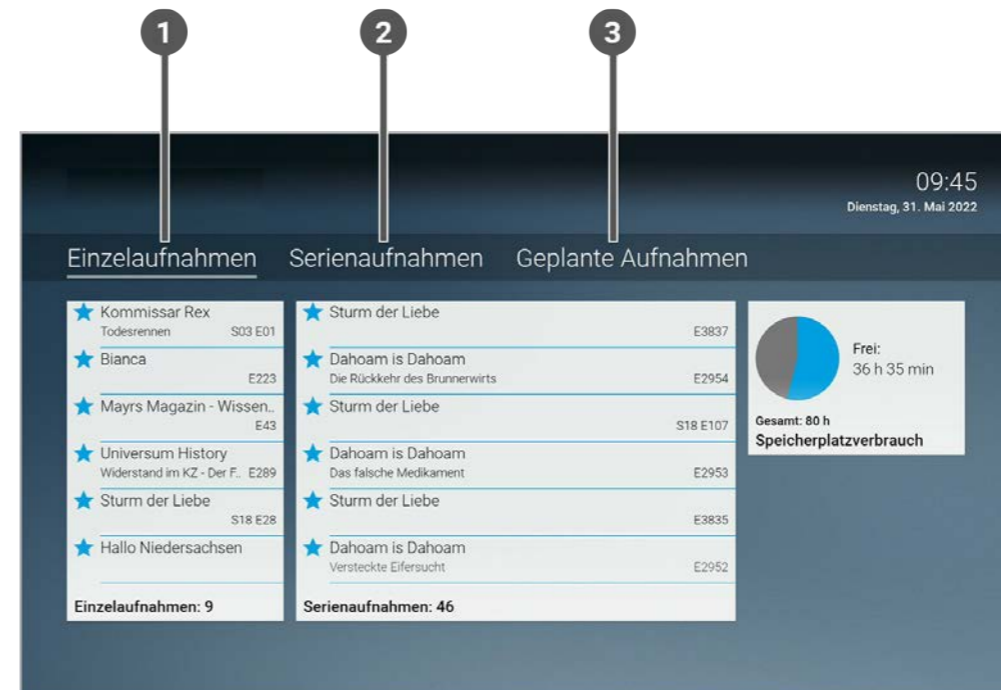 1 2 3
09:45
Dienstag, 31. Mai 2022
Einzelaufnahmen Serienaufnahmen Geplante Aufnahmen
Kommissar Rex
Todesrennen S03 E01
Bianca
E223
Mayrs Magazin - Wissen..
E43
Universum History
Widerstand im KZ - Der F.. E289
Sturm der Liebe
S18 E28
Hallo Niedersachsen
Einzelaufnahmen: 9
Sturm der Liebe
E3837
Dahoam is Dahoam
Die Rückkehr des Brunnerwirts E2954
Sturm der Liebe
S18 E107
Dahoam is Dahoam
Das falsche Medikament E2953
Sturm der Liebe
E3835
Dahoam is Dahoam
Versteckte Eifersucht E2952
Serienaufnahmen: 46
Frei:
36 h 35 min
Gesamt: 80 h
Speicherplatzverbrauch